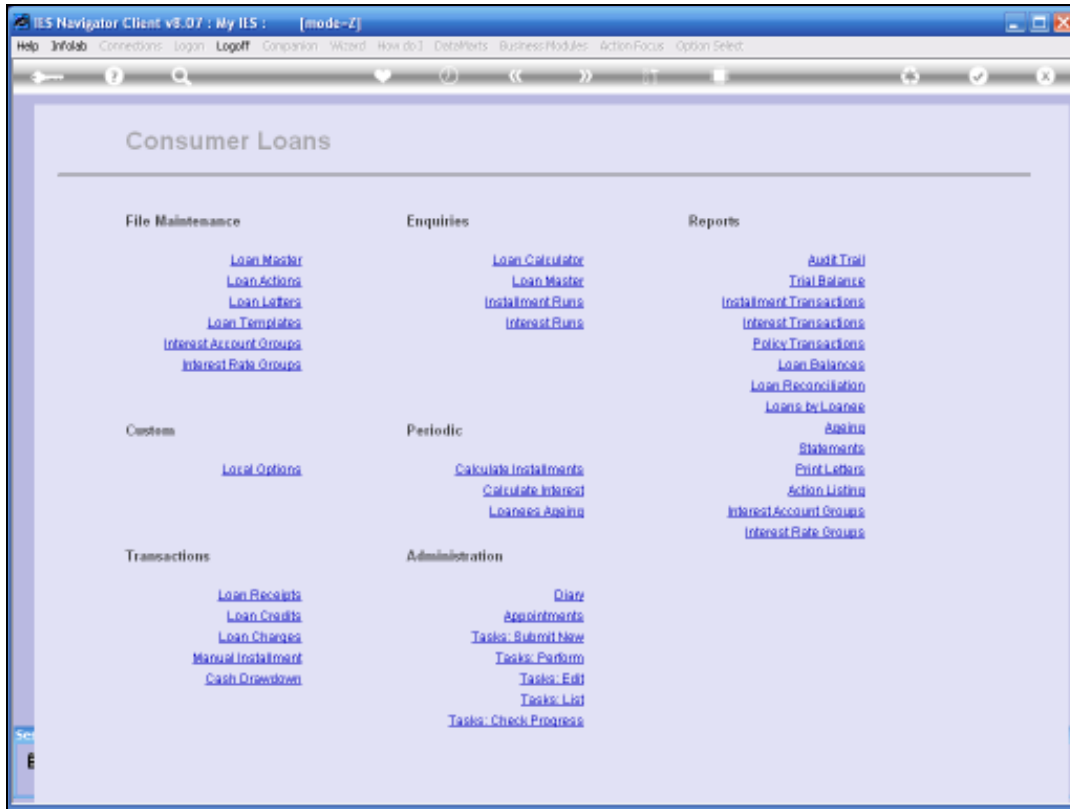 IES Navigator Client v8.07 : My IES : [mode=Z]
Help Infolab Connections Logon Logoff Companion Wizard How do I DataAlerts Business Modules Action Focus Option Select
Consumer Loans
File Maintenance
Loan Master
Loan Actions
Loan Letters
Loan Templates
Interest Account Groups
Interest Rate Groups
Enquiries
Loan Calculator
Loan Master
Installment Runs
Interest Runs
Reports
Audit Trail
Trial Balance
Installment Transactions
Interest Transactions
Policy Transactions
Loan Balances
Loan Reconciliation
Loans by Loanee
Ageing
Statements
Print Letters
Action Listing
Interest Account Groups
Interest Rate Groups
Custom
Local Options
Periodic
Calculate Installments
Calculate Interest
Loanees Ageing
Transactions
Loan Receipts
Loan Credits
Loan Charges
Manual Installment
Cash Drawdown
Administration
Diary
Appointments
Tasks: Submit New
Tasks: Perform
Tasks: Edit
Tasks: List
Tasks: Check Progress